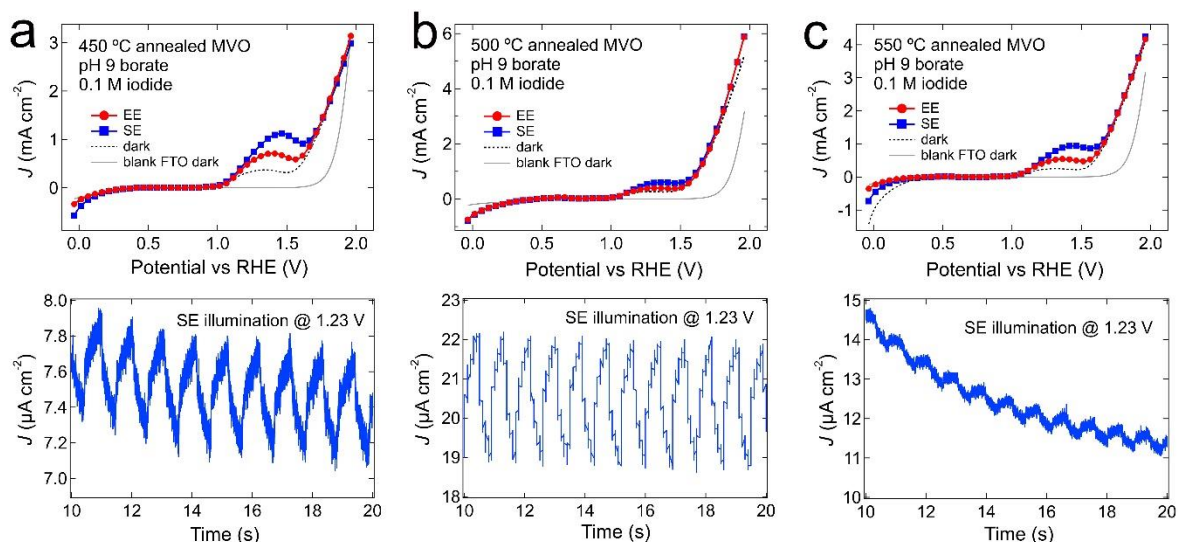 a
450 ºC annealed MVO
pH 9 borate
0.1 M iodide
EE
SE
dark
blank FTO dark
3
2
1
0
J (mA cm⁻²)
0.0 0.5 1.0 1.5 2.0
Potential vs RHE (V)
b
500 ºC annealed MVO
pH 9 borate
0.1 M iodide
EE
SE
dark
blank FTO dark
6
4
2
0
J (mA cm⁻²)
0.0 0.5 1.0 1.5 2.0
Potential vs RHE (V)
c
550 ºC annealed MVO
pH 9 borate
0.1 M iodide
EE
SE
dark
blank FTO dark
4
3
2
1
0
-1
J (mA cm⁻²)
0.0 0.5 1.0 1.5 2.0
Potential vs RHE (V)
SE illumination @ 1.23 V
8.0
7.8
7.6
7.4
7.2
7.0
J (µA cm⁻²)
10 12 14 16 18 20
Time (s)
SE illumination @ 1.23 V
23
22
21
20
19
18
J (µA cm⁻²)
10 12 14 16 18 20
Time (s)
SE illumination @ 1.23 V
15
14
13
12
11
10
J (µA cm⁻²)
10 12 14 16 18 20
Time (s)